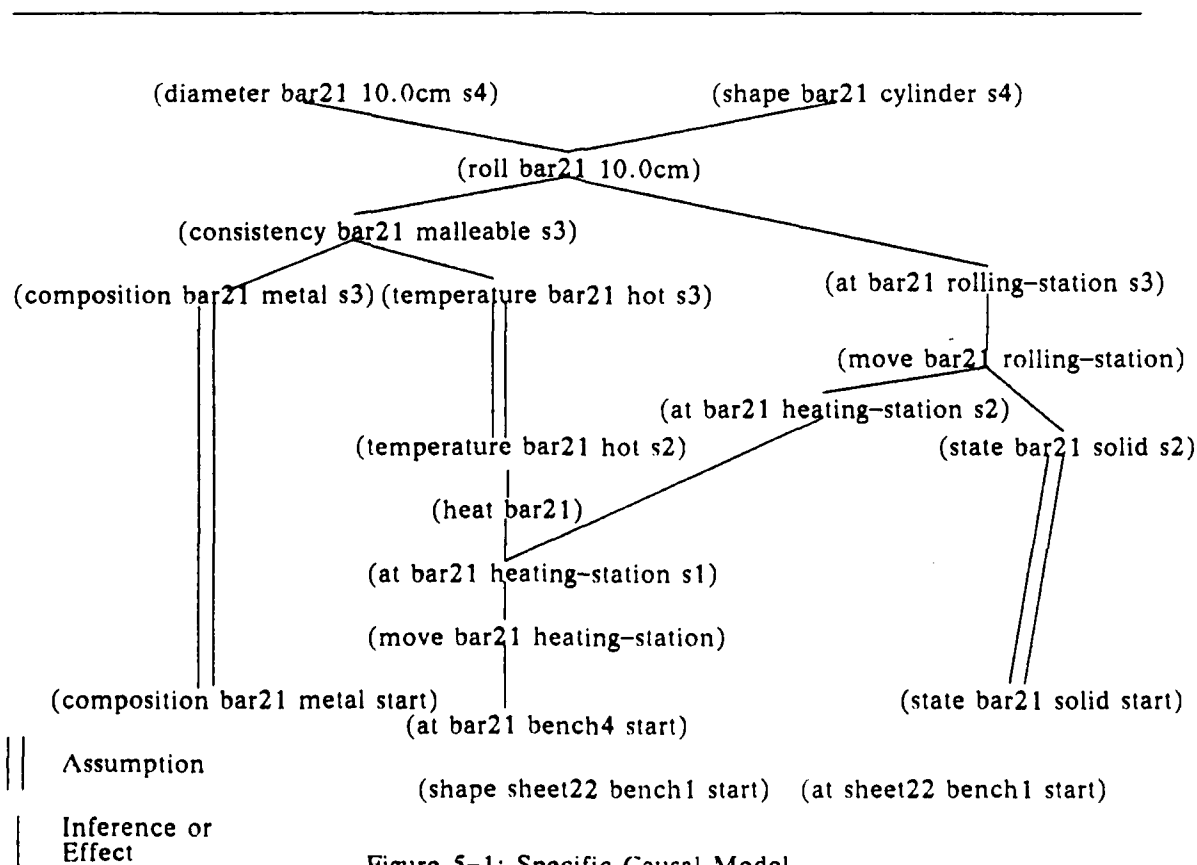 (diameter bar21 10.0cm s4) (shape bar21 cylinder s4)
(roll bar21 10.0cm)
(consistency bar21 malleable s3)
(composition bar21 metal s3) (temperature bar21 hot s3) (at bar21 rolling-station s3)
(move bar21 rolling-station)
(at bar21 heating-station s2)
(temperature bar21 hot s2) (state bar21 solid s2)
(heat bar21)
(at bar21 heating-station s1)
(move bar21 heating-station)
(composition bar21 metal start) (state bar21 solid start)
(at bar21 bench4 start)
Assumption
(shape sheet22 bench1 start) (at sheet22 bench1 start)
Inference or
Effect
Figure 5-1: Specific Causal Model